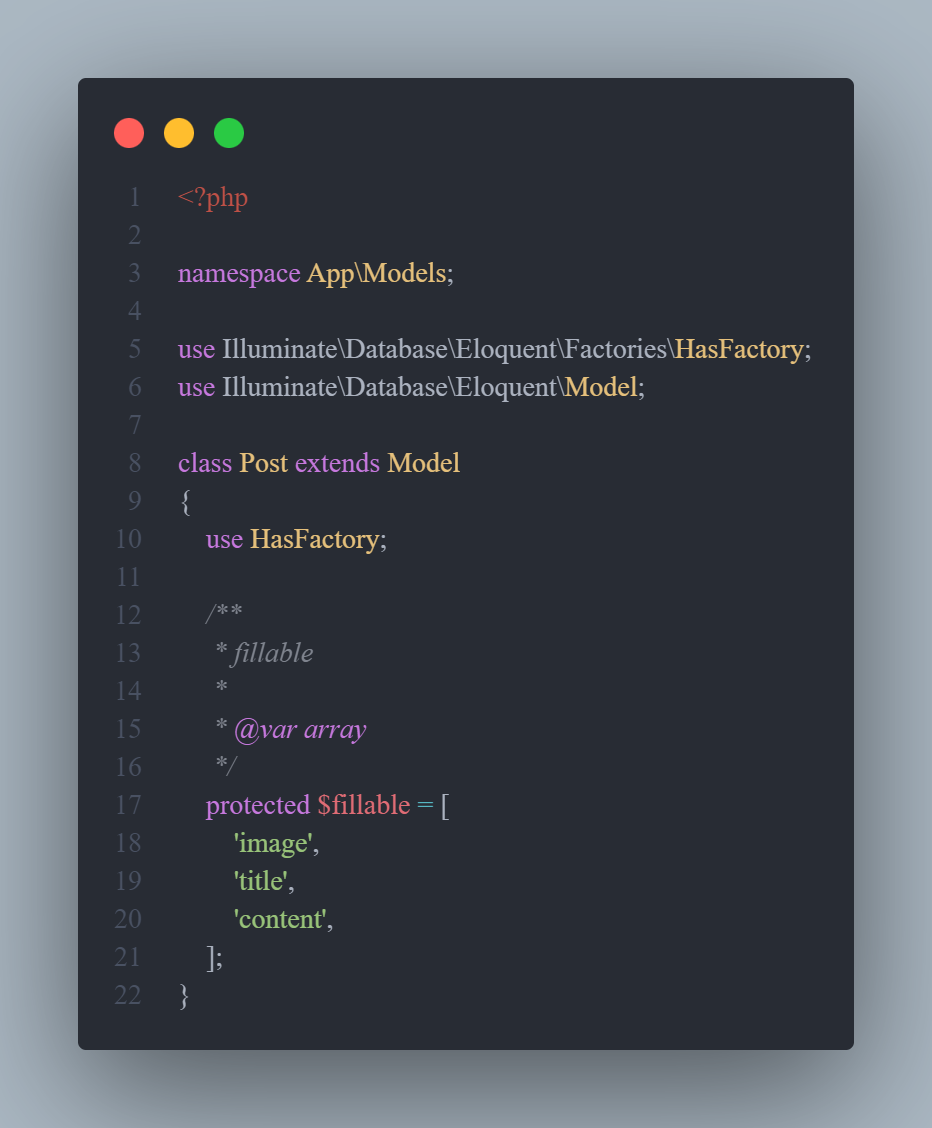 1 <?php
2
3 namespace App\Models;
4
5 use Illuminate\Database\Eloquent\Factories\HasFactory;
6 use Illuminate\Database\Eloquent\Model;
7
8 class Post extends Model
9 {
10     use HasFactory;
11
12     /**
13      * fillable
14      *
15      * @var array
16      */
17     protected $fillable = [
18         'image',
19         'title',
20         'content',
21     ];
22 }